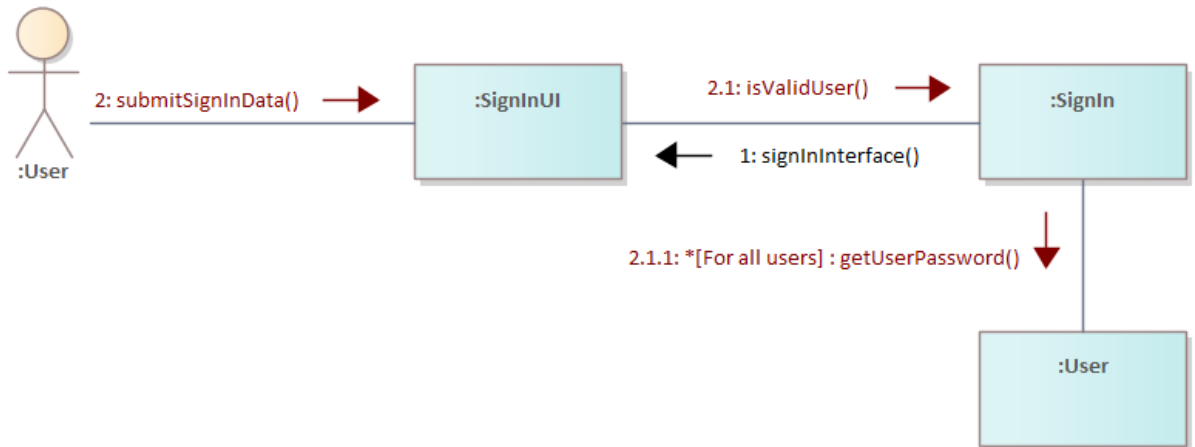 2: submitSignInData()
:SignInUI
2.1: isValidUser()
:SignIn
1: signInInterface()
:User
2.1.1: *[For all users] : getUserPassword()
:User